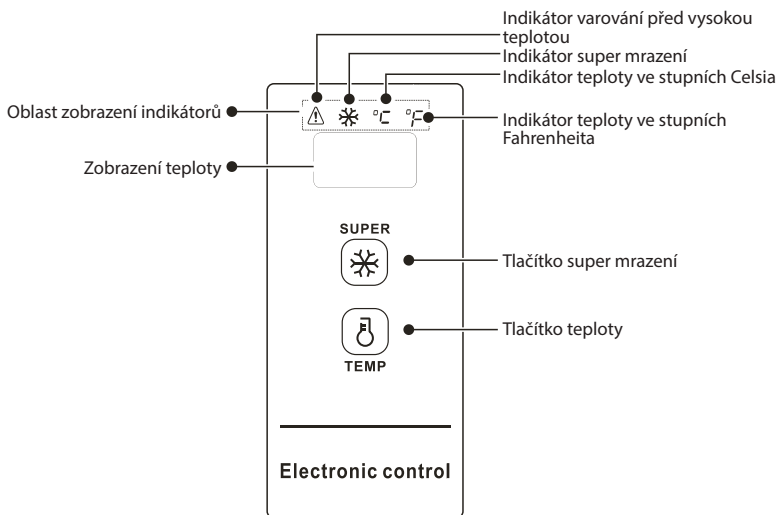 Indikátor varování před vysokou
teplotou
Indikátor super mrazení
Indikátor teploty ve stupních Celsia
Oblast zobrazení indikátorů
°C °F
Indikátor teploty ve stupních
Fahrenheita
Zobrazení teploty
SUPER
Tlačítko super mrazení
Tlačítko teploty
TEMP
Electronic control